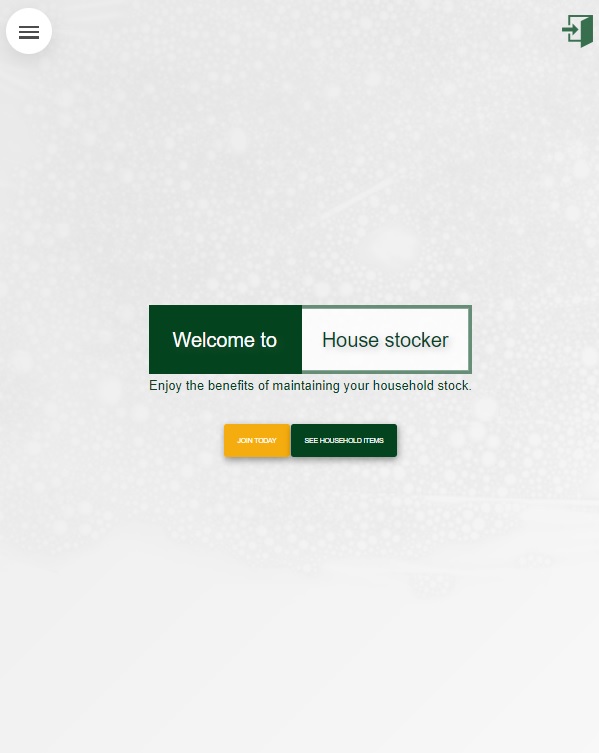 Welcome to House stocker
Enjoy the benefits of maintaining your household stock.
JOIN TODAY SEE HOUSEHOLD ITEMS